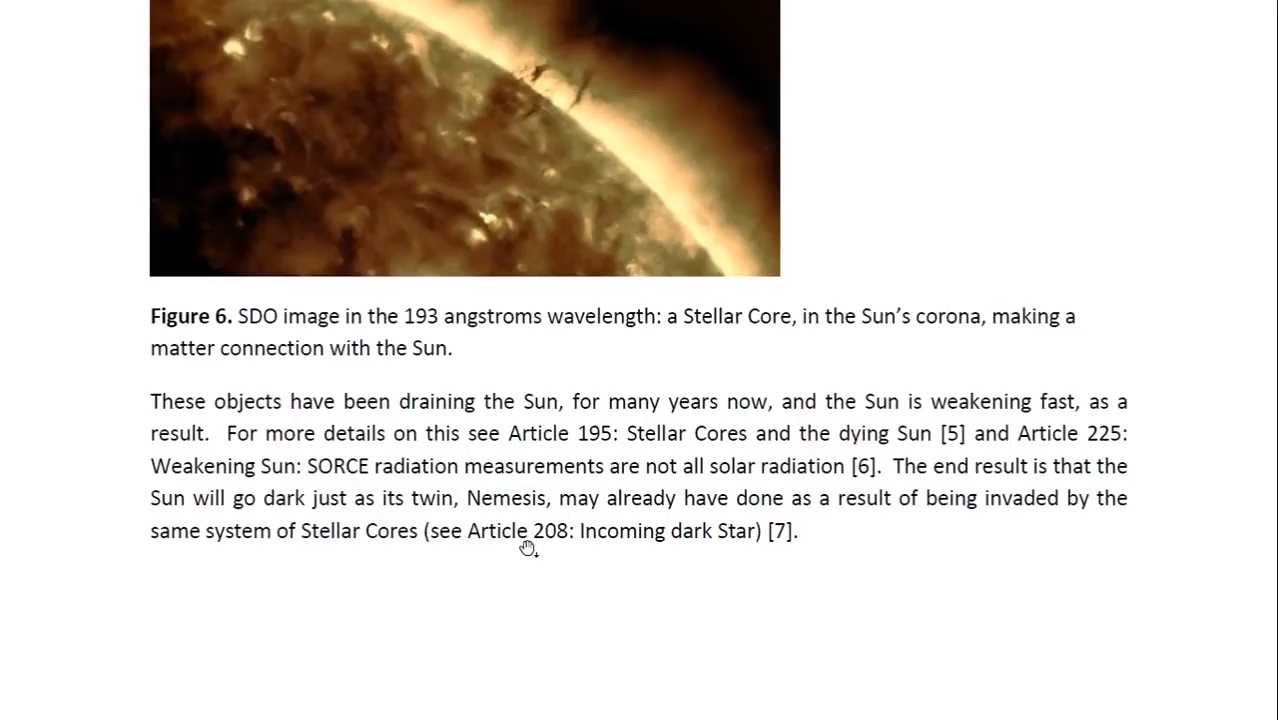 Figure 6. SDO image in the 193 angstroms wavelength: a Stellar Core, in the Sun’s corona, making a
matter connection with the Sun.
These objects have been draining the Sun, for many years now, and the Sun is weakening fast, as a
result. For more details on this see Article 195: Stellar Cores and the dying Sun [5] and Article 225:
Weakening Sun: SORCE radiation measurements are not all solar radiation [6]. The end result is that the
Sun will go dark just as its twin, Nemesis, may already have done as a result of being invaded by the
same system of Stellar Cores (see Article 208: Incoming dark Star) [7].